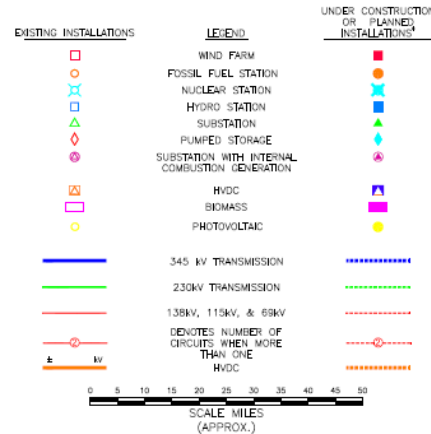 UNDER CONSTRUCTION
OR PLANNED
EXISTING INSTALLATIONS LEGEND INSTALLATIONS⁴
WIND FARM
FOSSIL FUEL STATION
NUCLEAR STATION
HYDRO STATION
SUBSTATION
PUMPED STORAGE
SUBSTATION WITH INTERNAL
COMBUSTION GENERATION
HVDC
BIOMASS
PHOTOVOLTAIC
345 kV TRANSMISSION
230kV TRANSMISSION
138kV, 115kV, & 69kV
DENOTES NUMBER OF
2 CIRCUITS WHEN MORE 2
THAN ONE
± kV HVDC
0 5 10 15 20 25 30 35 40 45 50
SCALE MILES
(APPROX.)